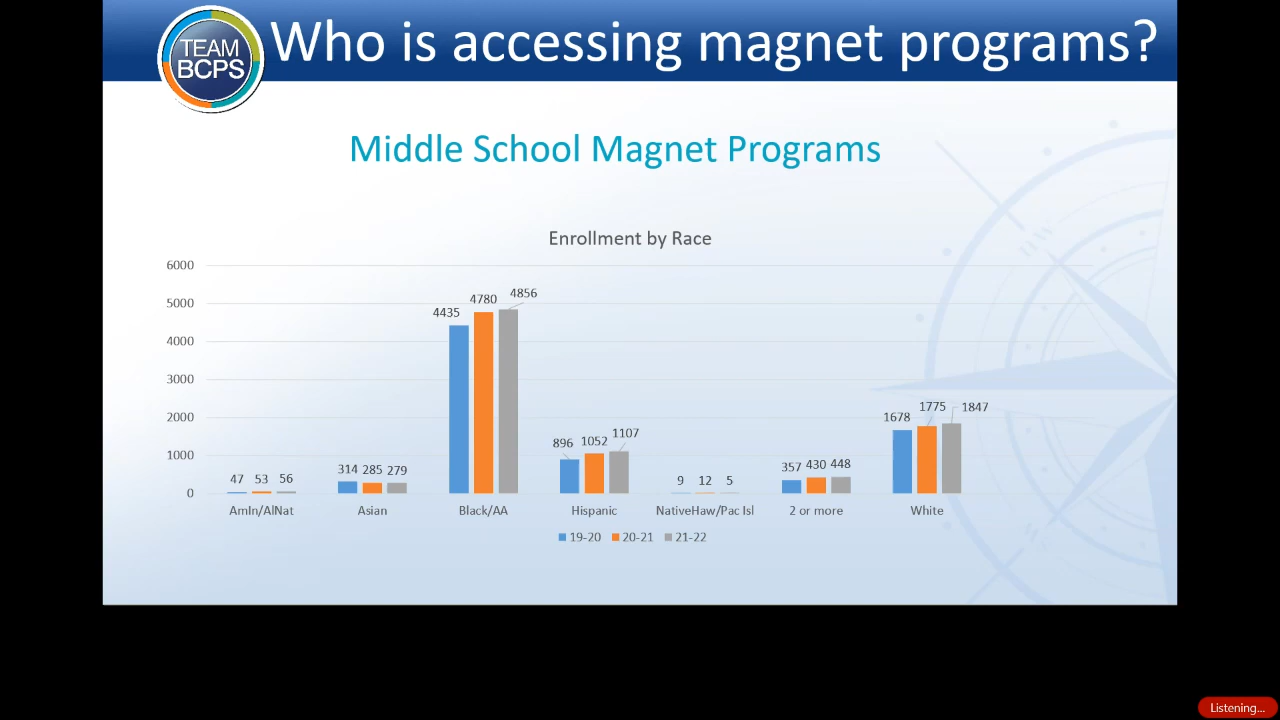 TEAM
BCPS
Who is accessing magnet programs?
Middle School Magnet Programs
Enrollment by Race
6000
5000
4000
3000
2000
1000
0
47 53 56
314 285 279
4435 4780 4856
896 1052 1107
9 12 5
357 430 448
1678 1775 1847
AmIn/AlNat Asian Black/AA Hispanic NativeHaw/Pac Isl 2 or more White
19-20 20-21 21-22
Listening...